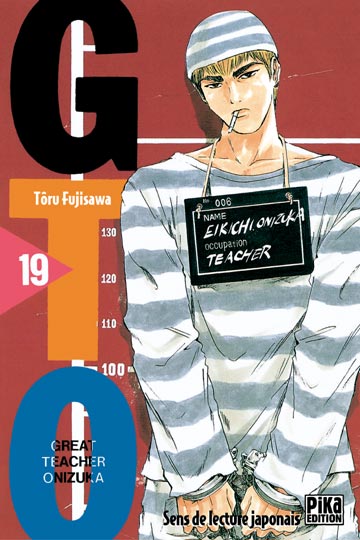 GTO
Tôru Fujisawa
19
130
120
110
100
No 006
NAME
EIKICHI ONIZUKA
occupation
TEACHER
GREAT
TEACHER
ONIZUKA
Sens de lecture japonais
PiKA
EDITION